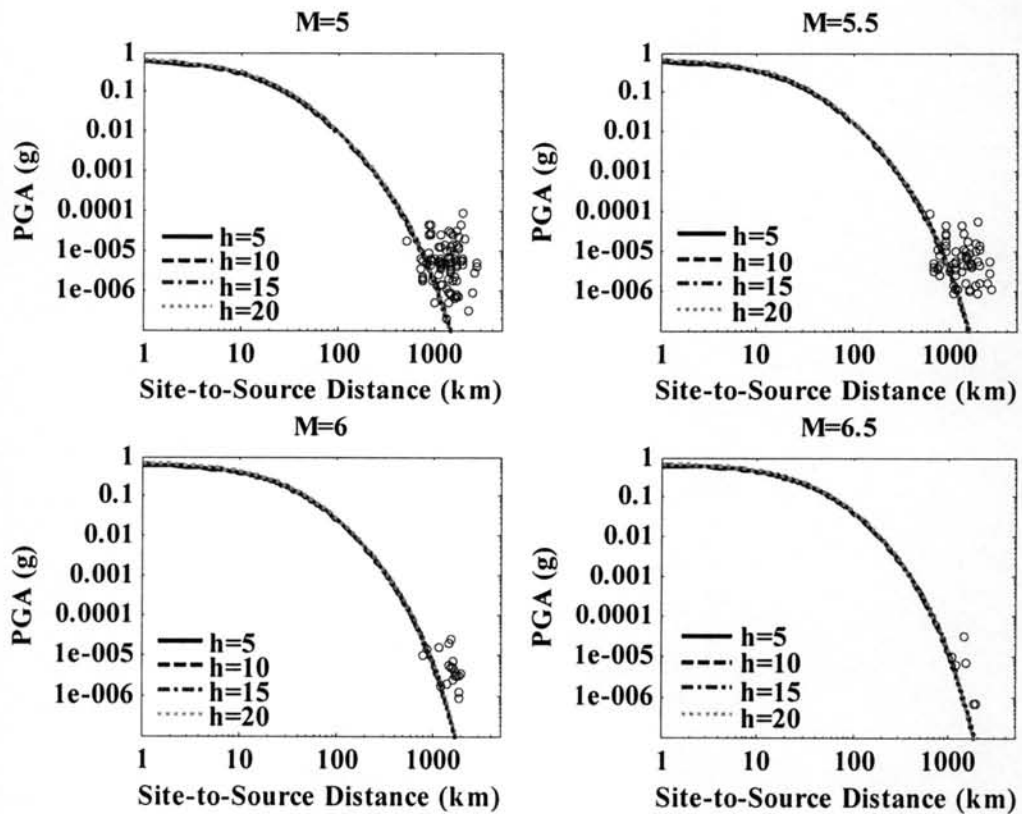 M=5
PGA (g)
1
0.1
0.01
0.001
0.0001
1e-005
1e-006
h=5
h=10
h=15
h=20
1 10 100 1000
Site-to-Source Distance (km)
M=5.5
PGA (g)
1
0.1
0.01
0.001
0.0001
1e-005
1e-006
h=5
h=10
h=15
h=20
1 10 100 1000
Site-to-Source Distance (km)
M=6
PGA (g)
1
0.1
0.01
0.001
0.0001
1e-005
1e-006
h=5
h=10
h=15
h=20
1 10 100 1000
Site-to-Source Distance (km)
M=6.5
PGA (g)
1
0.1
0.01
0.001
0.0001
1e-005
1e-006
h=5
h=10
h=15
h=20
1 10 100 1000
Site-to-Source Distance (km)